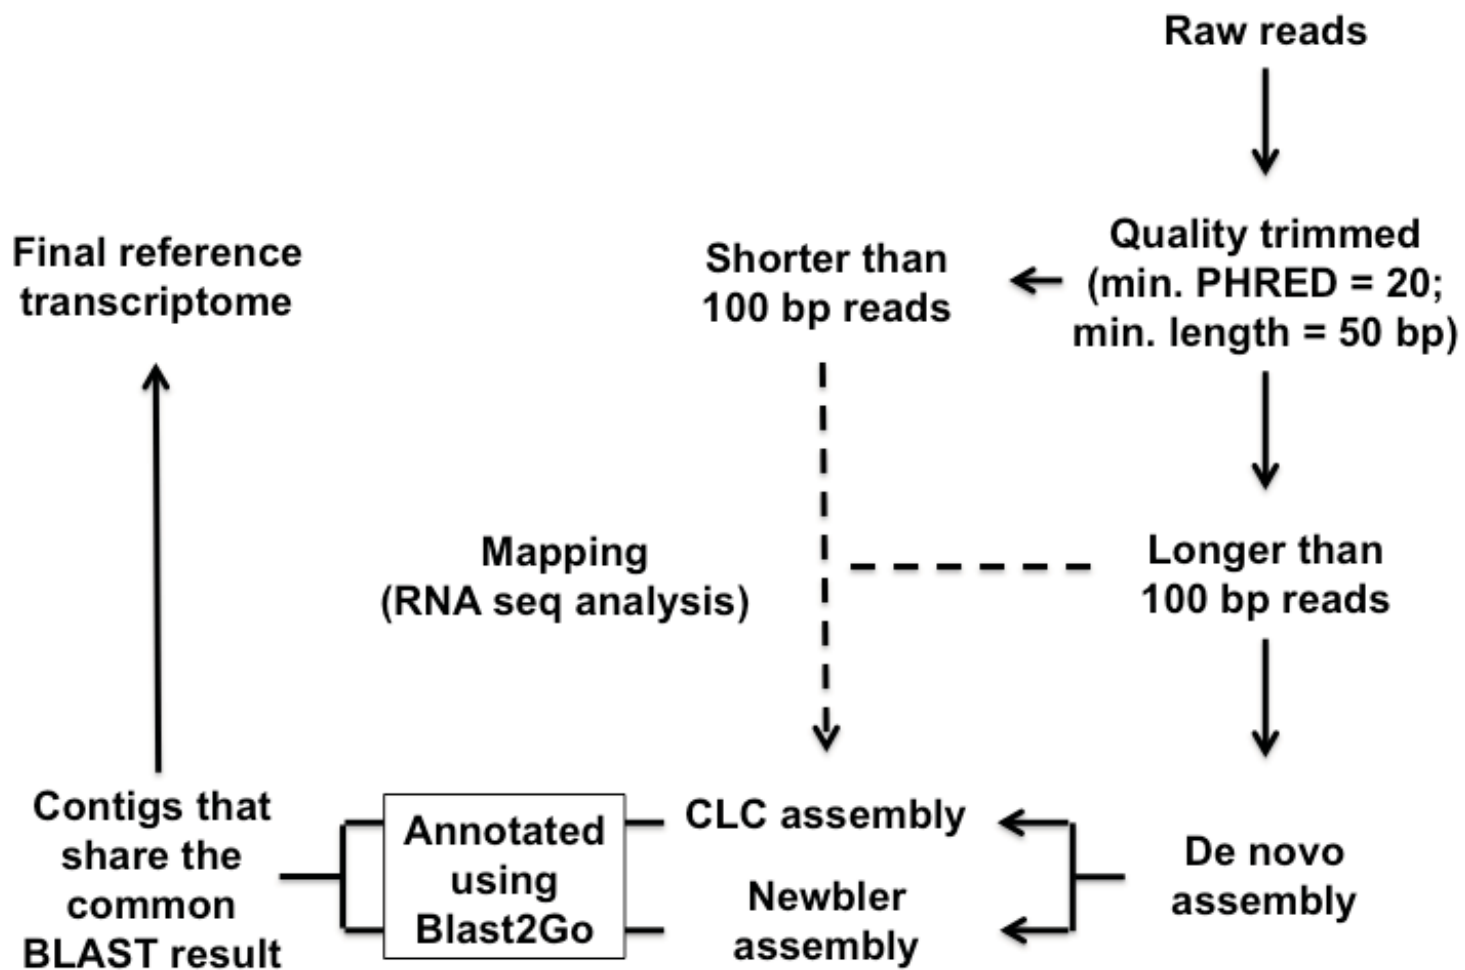 Raw reads
Quality trimmed
(min. PHRED = 20;
min. length = 50 bp)
Shorter than
100 bp reads
Final reference
transcriptome
Longer than
100 bp reads
Mapping
(RNA seq analysis)
De novo
assembly
CLC assembly
Newbler
assembly
Annotated
using
Blast2Go
Contigs that
share the
common
BLAST result